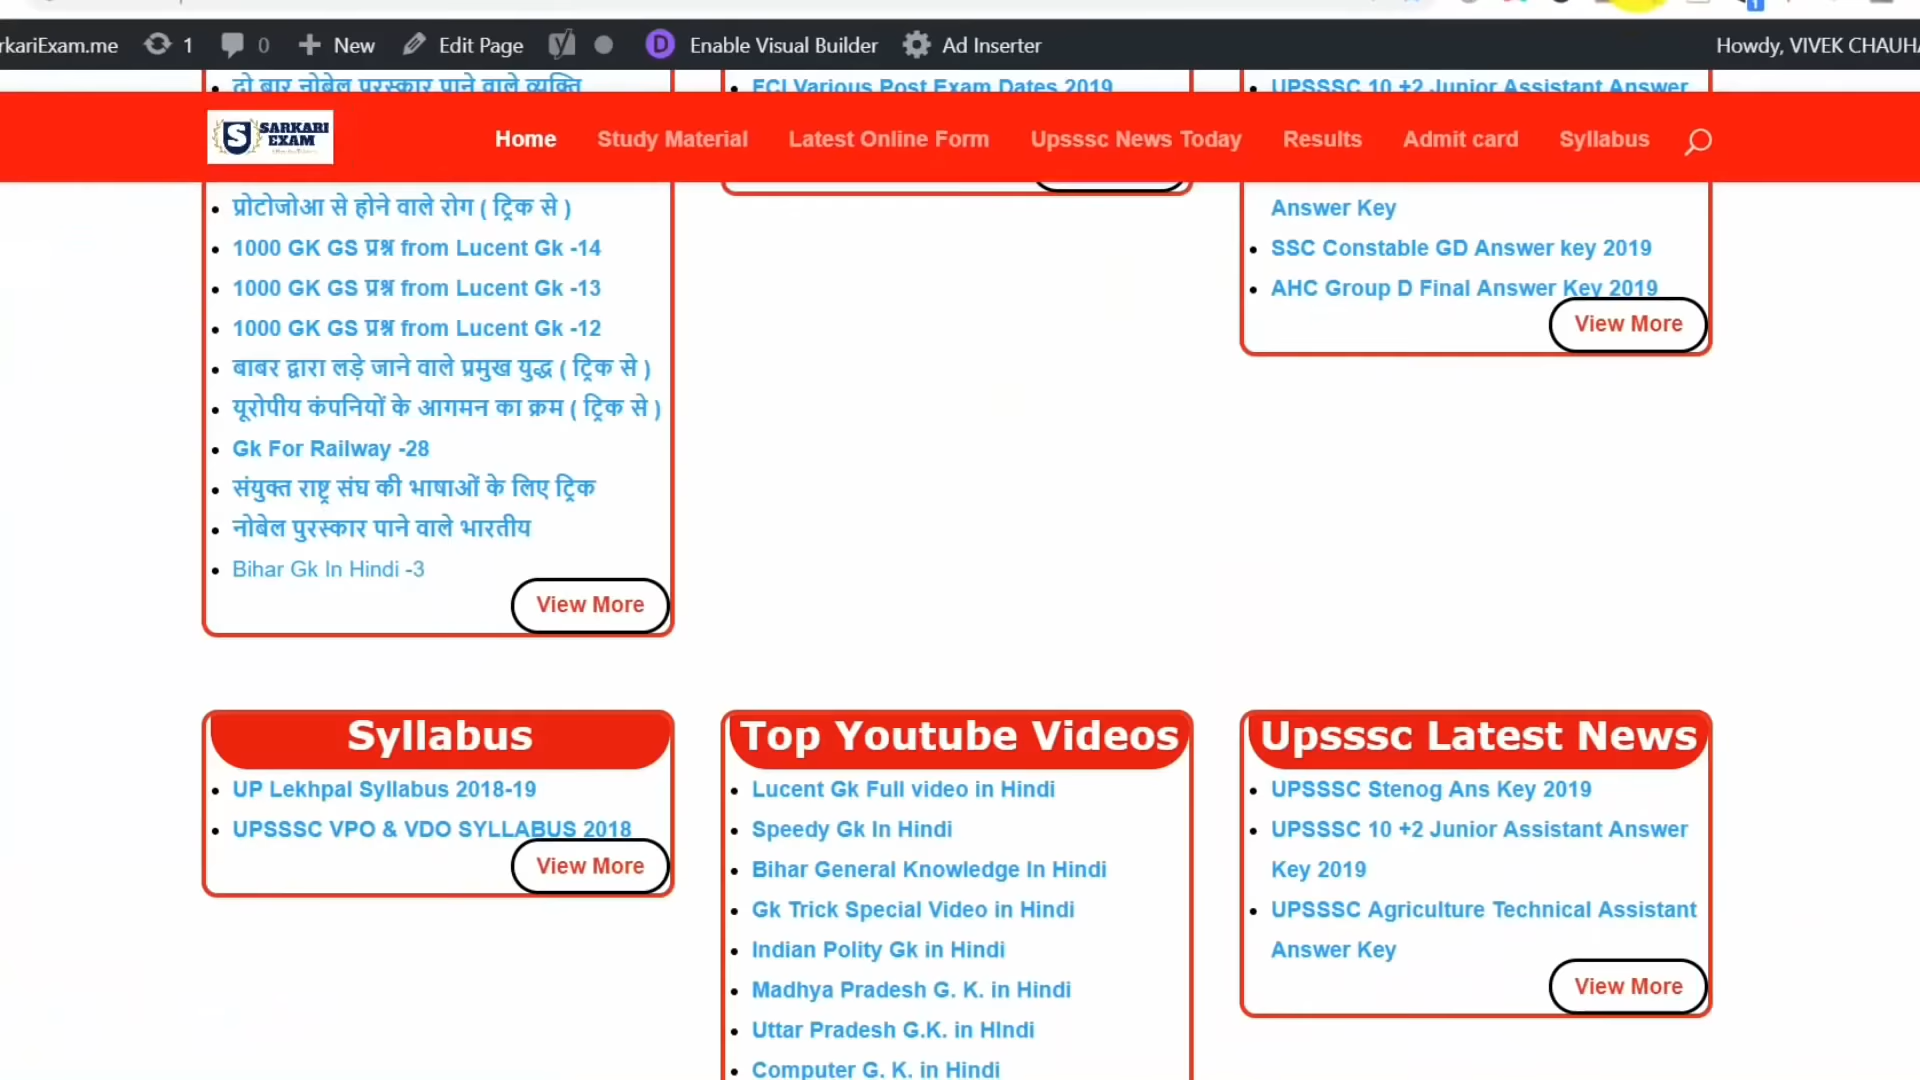 rkariExam.me 1 0 New Edit Page Enable Visual Builder Ad Inserter Howdy, VIVEK CHAUHA
दो बार नोबेल पुरस्कार पाने वाले व्यक्ति
FCI Various Post Exam Dates 2019
UPSSSC 10 +2 Junior Assistant Answer
SARKARI EXAM
Home Study Material Latest Online Form Upsssc News Today Results Admit card Syllabus
प्रोटोजोआ से होने वाले रोग ( ट्रिक से )
1000 GK GS प्रश्न from Lucent Gk -14
1000 GK GS प्रश्न from Lucent Gk -13
1000 GK GS प्रश्न from Lucent Gk -12
बाबर द्वारा लड़े जाने वाले प्रमुख युद्ध ( ट्रिक से )
यूरोपीय कंपनियों के आगमन का क्रम ( ट्रिक से )
Gk For Railway -28
संयुक्त राष्ट्र संघ की भाषाओं के लिए ट्रिक
नोबेल पुरस्कार पाने वाले भारतीय
Bihar Gk In Hindi -3
View More
Answer Key
SSC Constable GD Answer key 2019
AHC Group D Final Answer Key 2019
View More
Syllabus
UP Lekhpal Syllabus 2018-19
UPSSSC VPO & VDO SYLLABUS 2018
View More
Top Youtube Videos
Lucent Gk Full video in Hindi
Speedy Gk In Hindi
Bihar General Knowledge In Hindi
Gk Trick Special Video in Hindi
Indian Polity Gk in Hindi
Madhya Pradesh G. K. in Hindi
Uttar Pradesh G.K. in HIndi
Computer G. K. in Hindi
Upsssc Latest News
UPSSSC Stenog Ans Key 2019
UPSSSC 10 +2 Junior Assistant Answer
Key 2019
UPSSSC Agriculture Technical Assistant
Answer Key
View More